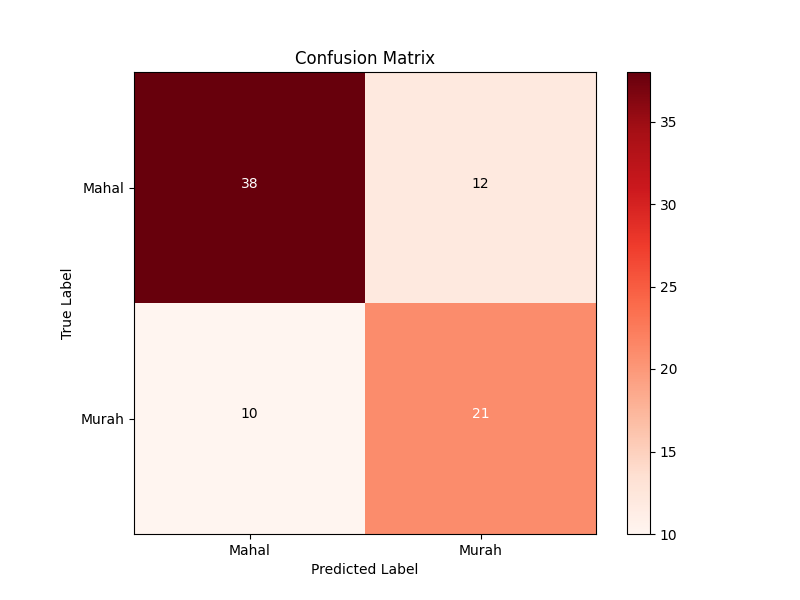 Confusion Matrix
True Label
Mahal
38
12
Murah
10
21
Mahal
Murah
Predicted Label
35
30
25
20
15
10